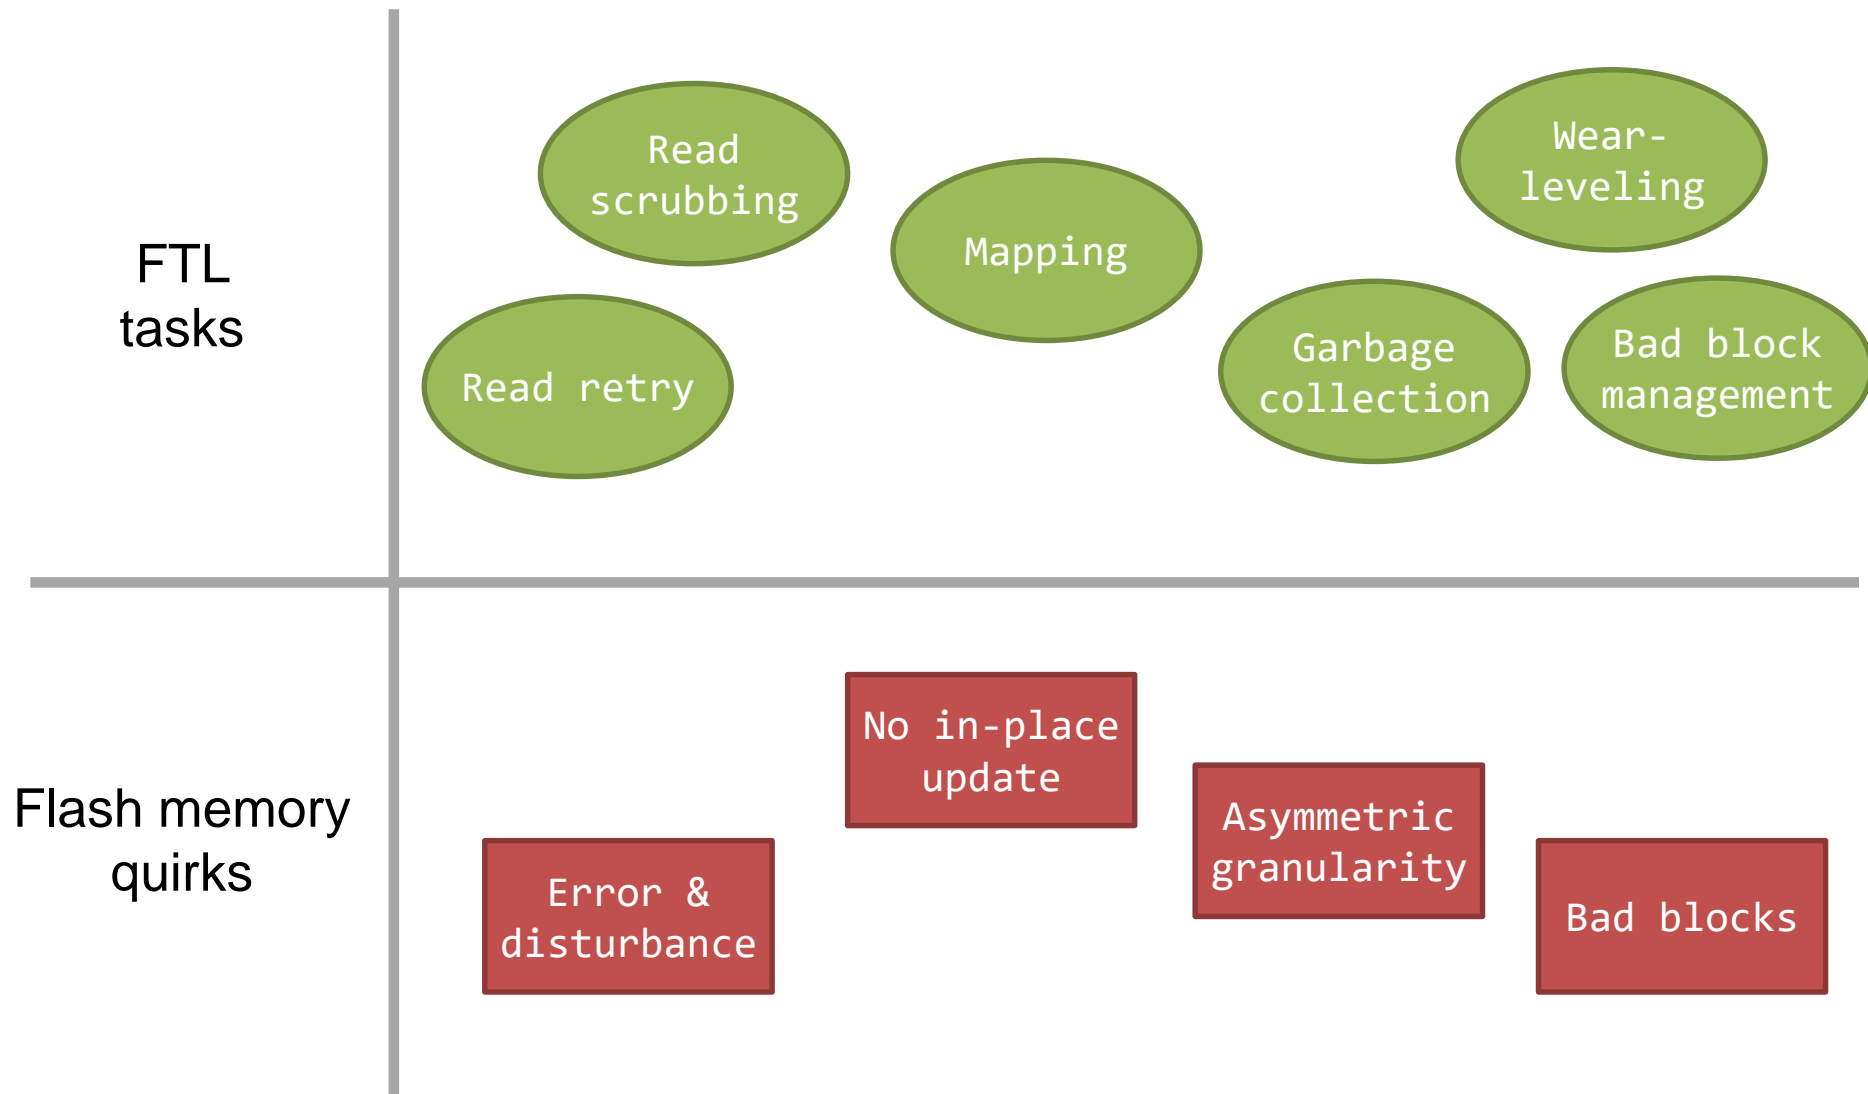 FTL
tasks
Read
scrubbing
Mapping
Wear-
leveling
Read retry
Garbage
collection
Bad block
management
Flash memory
quirks
No in-place
update
Error &
disturbance
Asymmetric
granularity
Bad blocks